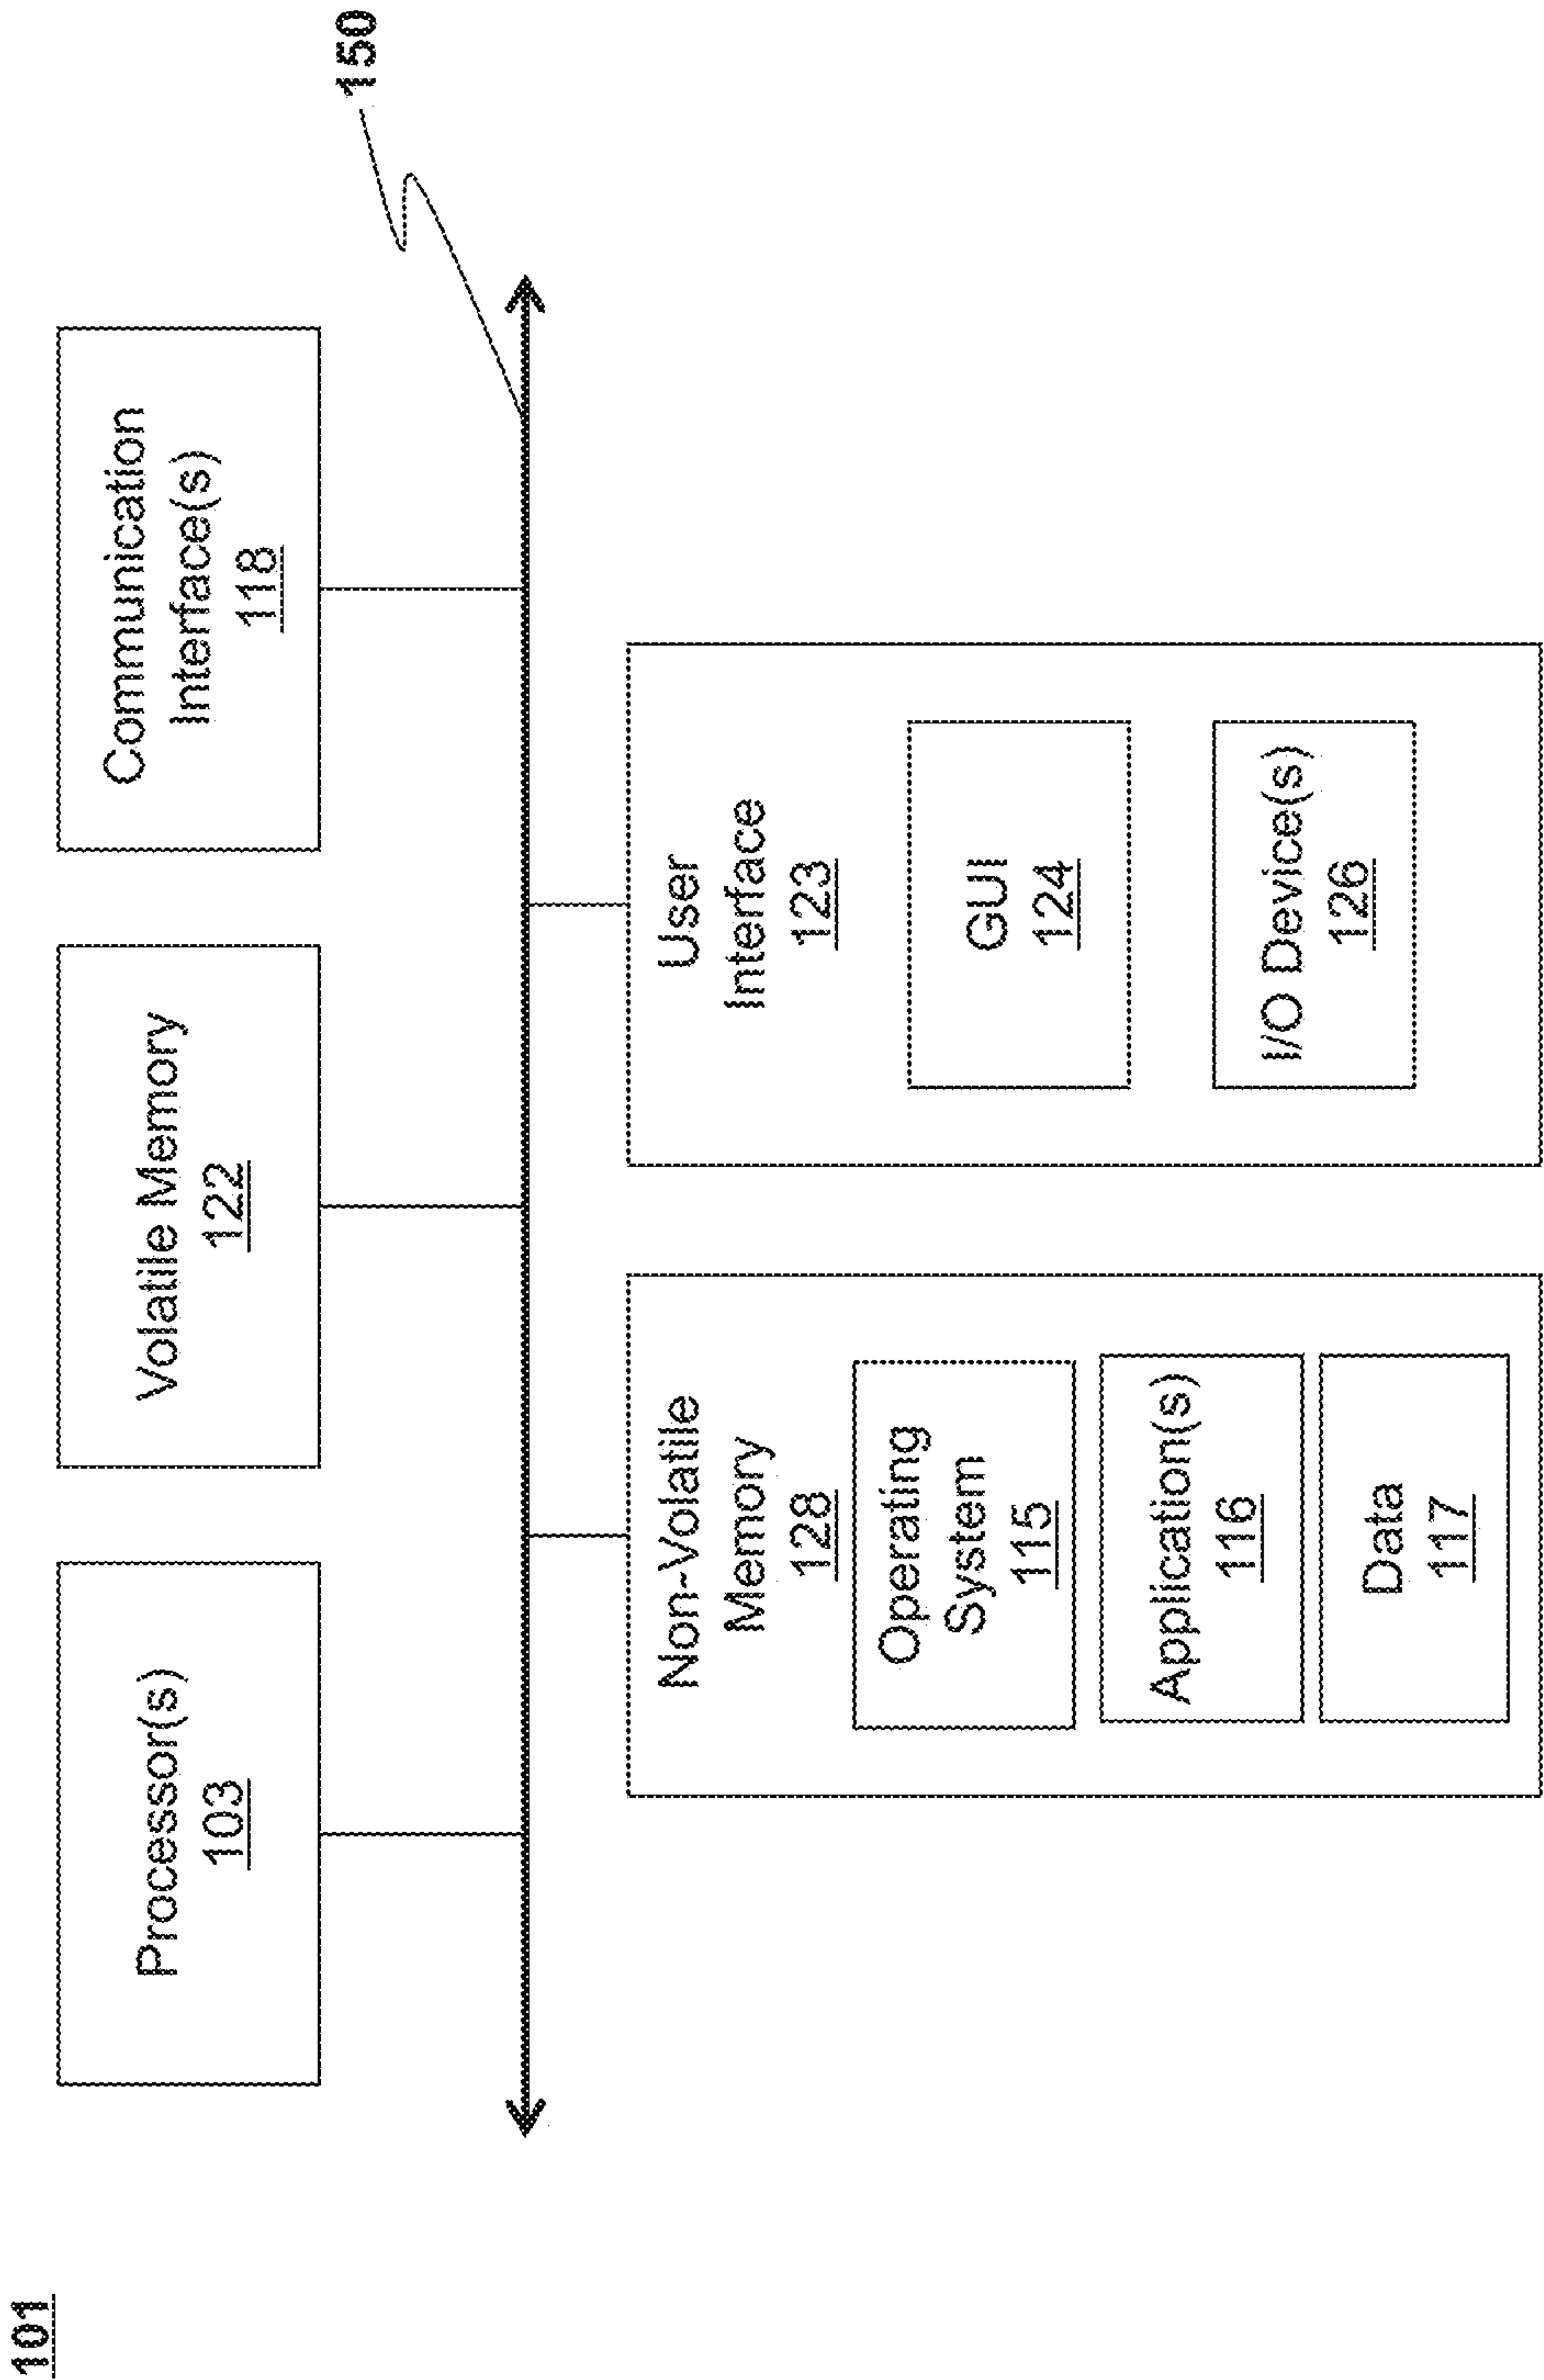 101
Processor(s)
103
Volatile Memory
122
Communication
Interface(s)
118
150
Non-Volatile
Memory
128
Operating
System
115
Application(s)
116
Data
117
User
Interface
123
GUI
124
I/O Device(s)
126